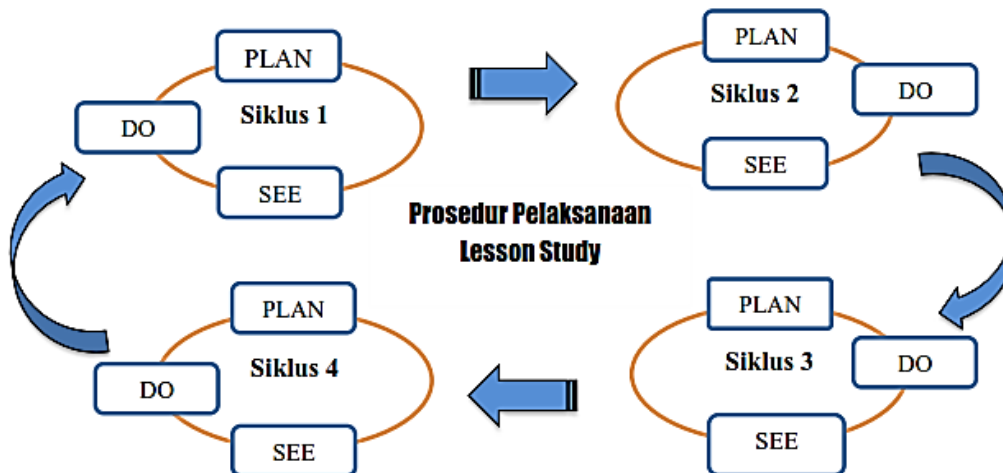 PLAN
Siklus 1
DO
SEE
PLAN
Siklus 2
DO
SEE
Prosedur Pelaksanaan
Lesson Study
PLAN
Siklus 4
DO
SEE
PLAN
Siklus 3
DO
SEE